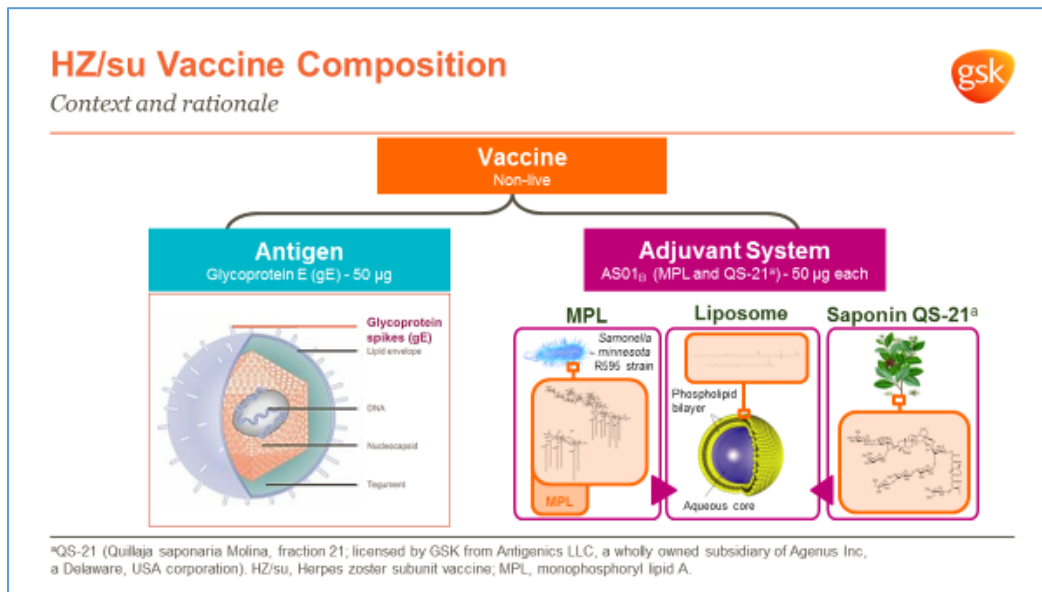 HZ/su Vaccine Composition
Context and rationale
gsk
Vaccine
Non-live
Antigen
Glycoprotein E (gE) - 50 µg
Adjuvant System
AS01B (MPL and QS-21ª) - 50 µg each
Glycoprotein
spikes (gE)
Lipid envelope
DNA
Nucleocapsid
Tegument
MPL
Samonella
minnesota
R595 strain
MPL
Liposome
Phospholipid
bilayer
Aqueous core
Saponin QS-21ª
ªQS-21 (Quillaja saponaria Molina, fraction 21; licensed by GSK from Antigenics LLC, a wholly owned subsidiary of Agenus Inc,
a Delaware, USA corporation). HZ/su, Herpes zoster subunit vaccine; MPL, monophosphoryl lipid A.